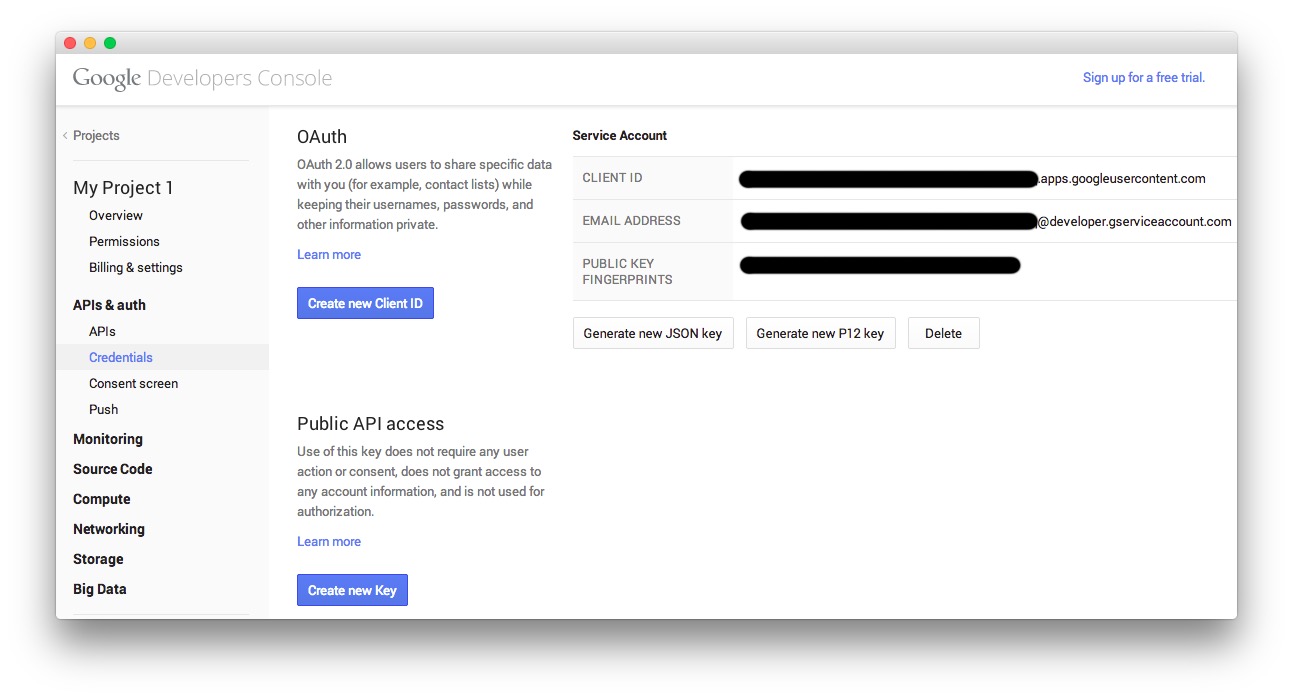 Google Developers Console
Sign up for a free trial.
Projects
My Project 1
Overview
Permissions
Billing & settings
APIs & auth
APIs
Credentials
Consent screen
Push
Monitoring
Source Code
Compute
Networking
Storage
Big Data
OAuth
OAuth 2.0 allows users to share specific data
with you (for example, contact lists) while
keeping their usernames, passwords, and
other information private.
Learn more
Create new Client ID
Service Account
CLIENT ID
.apps.googleusercontent.com
EMAIL ADDRESS
@developer.gserviceaccount.com
PUBLIC KEY
FINGERPRINTS
Generate new JSON key
Generate new P12 key
Delete
Public API access
Use of this key does not require any user
action or consent, does not grant access to
any account information, and is not used for
authorization.
Learn more
Create new Key